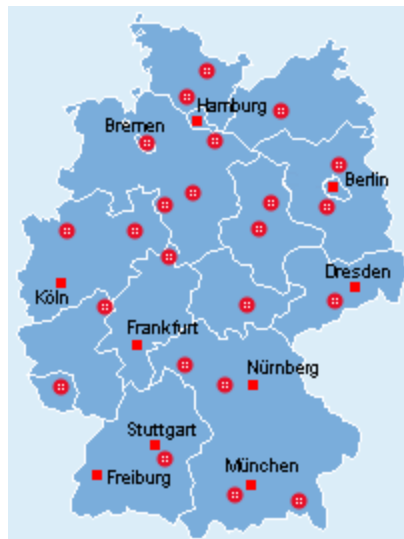 Hamburg
Bremen
Berlin
Dresden
Köln
Frankfurt
Nürnberg
Stuttgart
München
Freiburg